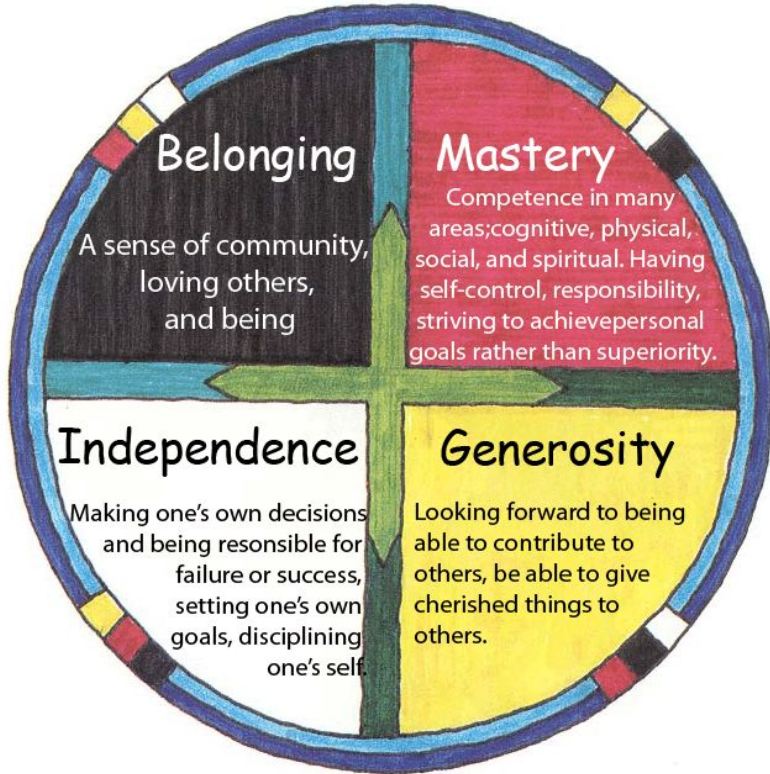 Belonging
A sense of community,
loving others,
and being
Mastery
Competence in many
areas;cognitive, physical,
social, and spiritual. Having
self-control, responsibility,
striving to achievepersonal
goals rather than superiority.
Independence
Making one's own decisions
and being resonsible for
failure or success,
setting one's own
goals, disciplining
one's self.
Generosity
Looking forward to being
able to contribute to
others, be able to give
cherished things to
others.